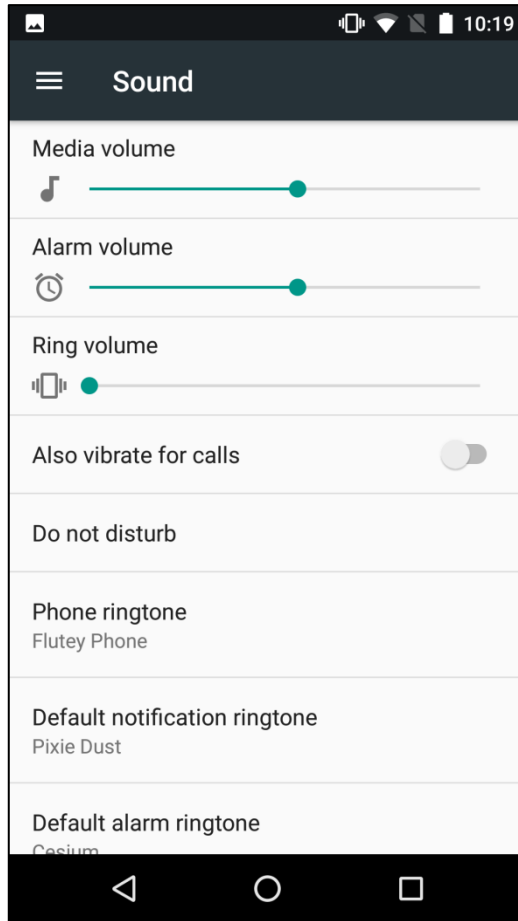 10:19
Sound
Media volume
Alarm volume
Ring volume
Also vibrate for calls
Do not disturb
Phone ringtone
Flutey Phone
Default notification ringtone
Pixie Dust
Default alarm ringtone
Cesium